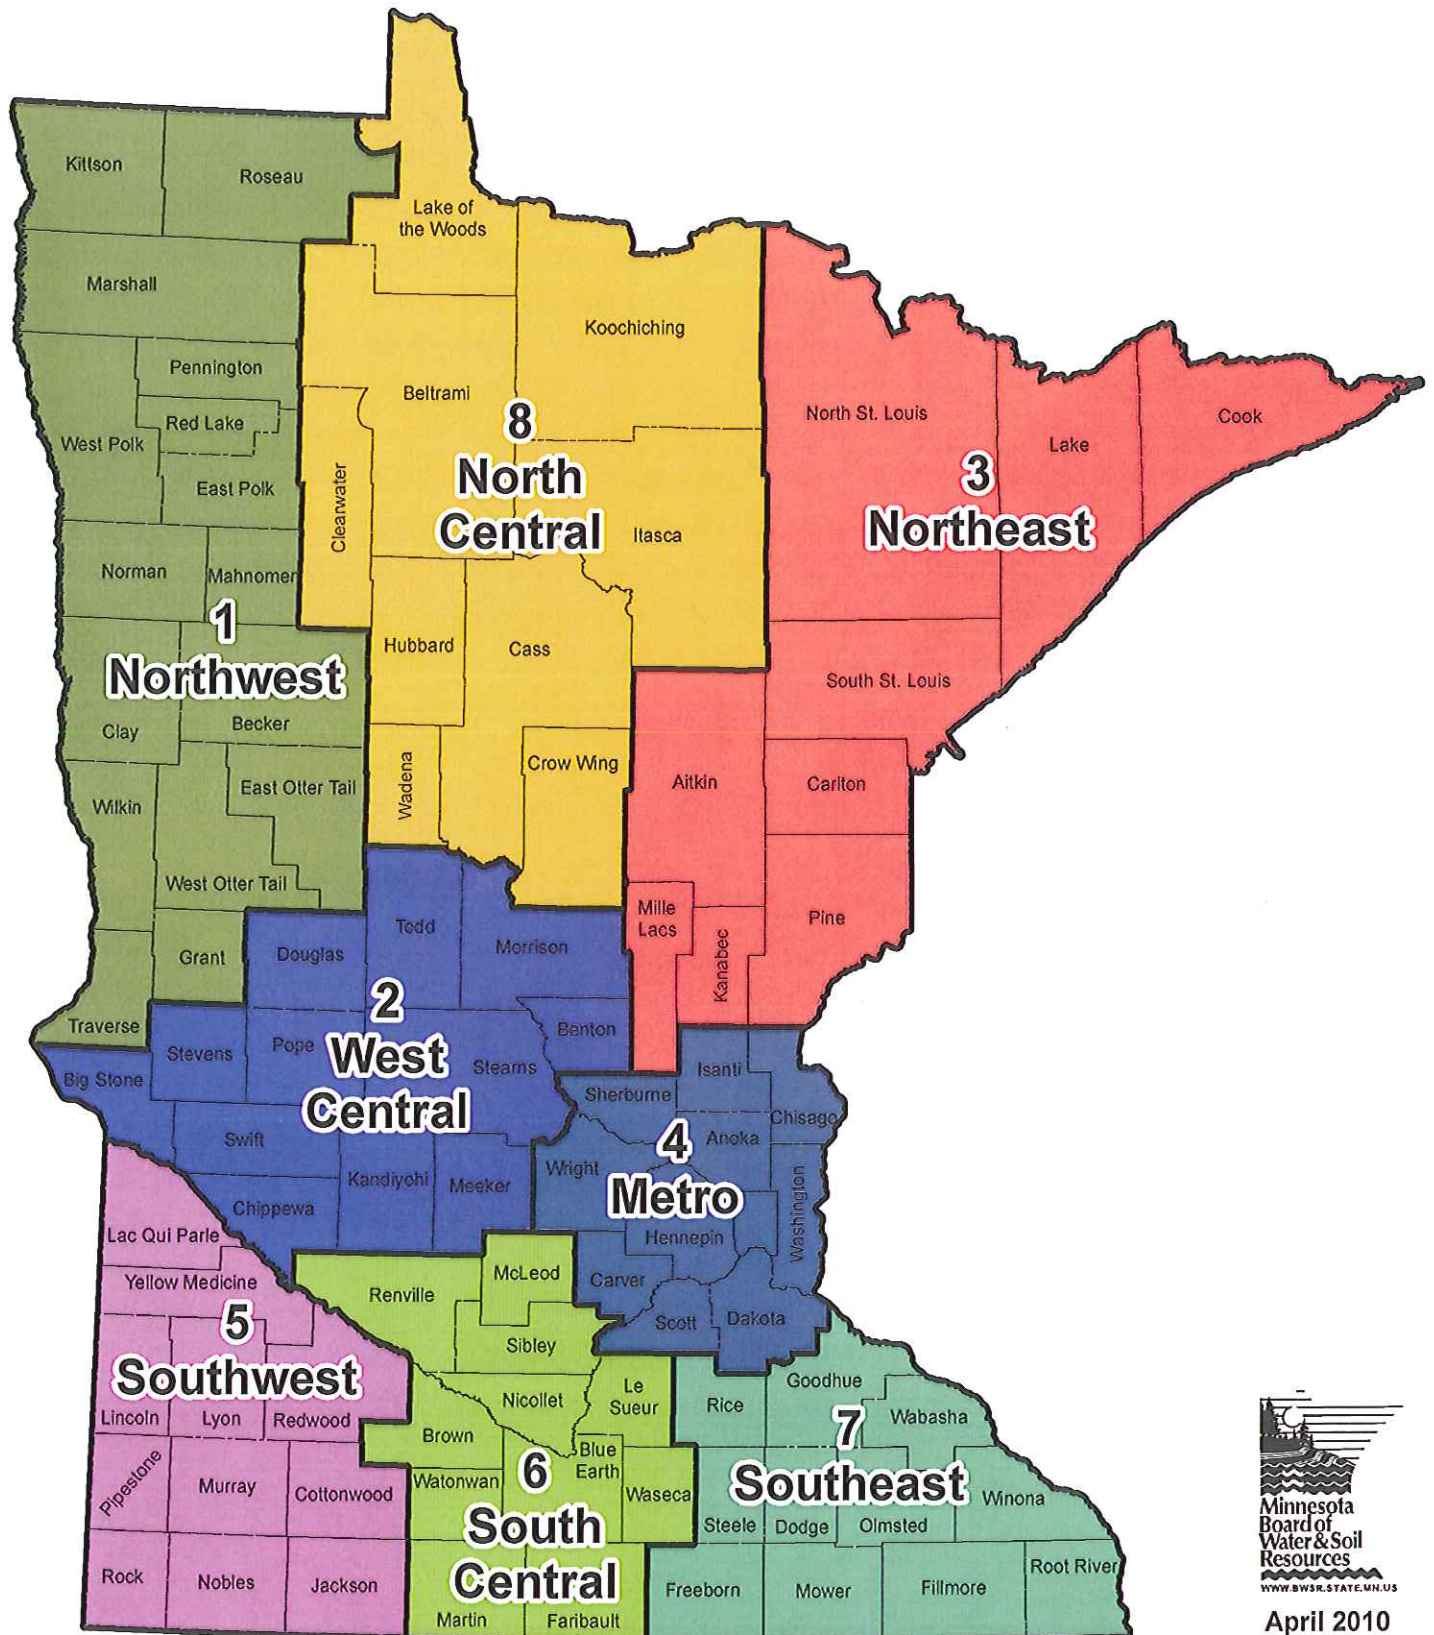 Kittson
Roseau
Lake of
the Woods
Marshall
Koochiching
Pennington
Beltrami
Red Lake
West Polk
East Polk
Clearwater
8
North
Central
Itasca
North St. Louis
Lake
Cook
3
Northeast
Norman
Mahnomen
1
Northwest
Hubbard
Cass
South St. Louis
Clay
Becker
Wadena
Crow Wing
Aitkin
Carlton
Wilkin
East Otter Tail
West Otter Tail
Mille
Lacs
Kanabec
Pine
Grant
Douglas
Todd
Morrison
Traverse
2
West
Central
Stevens
Pope
Stearns
Benton
Big Stone
Swift
Kandiyohi
Meeker
Chippewa
Isanti
Sherburne
Chisago
Anoka
4
Metro
Wright
Washington
Hennepin
Carver
Scott
Dakota
Lac Qui Parle
Yellow Medicine
5
Southwest
Lincoln
Lyon
Redwood
Pipestone
Murray
Cottonwood
Rock
Nobles
Jackson
Renville
McLeod
Sibley
Nicollet
Le
Sueur
Brown
Blue
Earth
Watonwan
Waseca
6
South
Central
Martin
Faribault
Rice
Goodhue
Wabasha
7
Southeast
Steele
Dodge
Olmsted
Winona
Freeborn
Mower
Fillmore
Root River
Minnesota
Board of
Water & Soil
Resources
WWW.BWSR.STATE.MN.US
April 2010